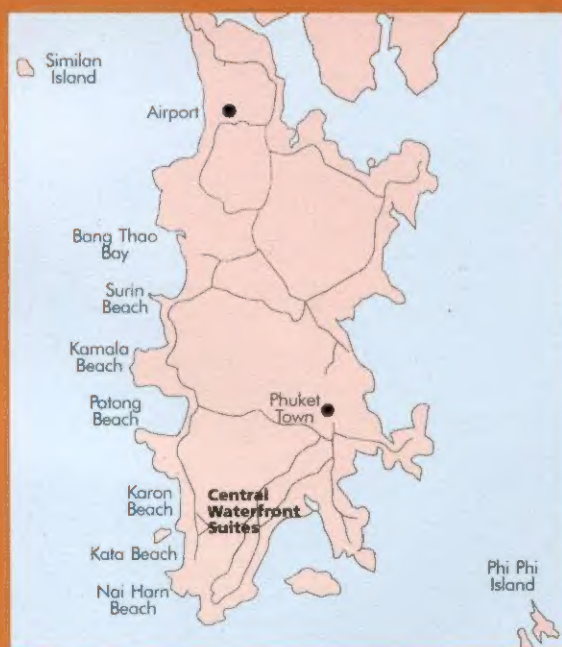 Similan
Island
Airport
Bang Thao
Bay
Surin
Beach
Kamala
Beach
Patong
Beach
Phuket
Town
Karon
Beach
Central
Waterfront
Suites
Kata Beach
Nai Harn
Beach
Phi Phi
Island